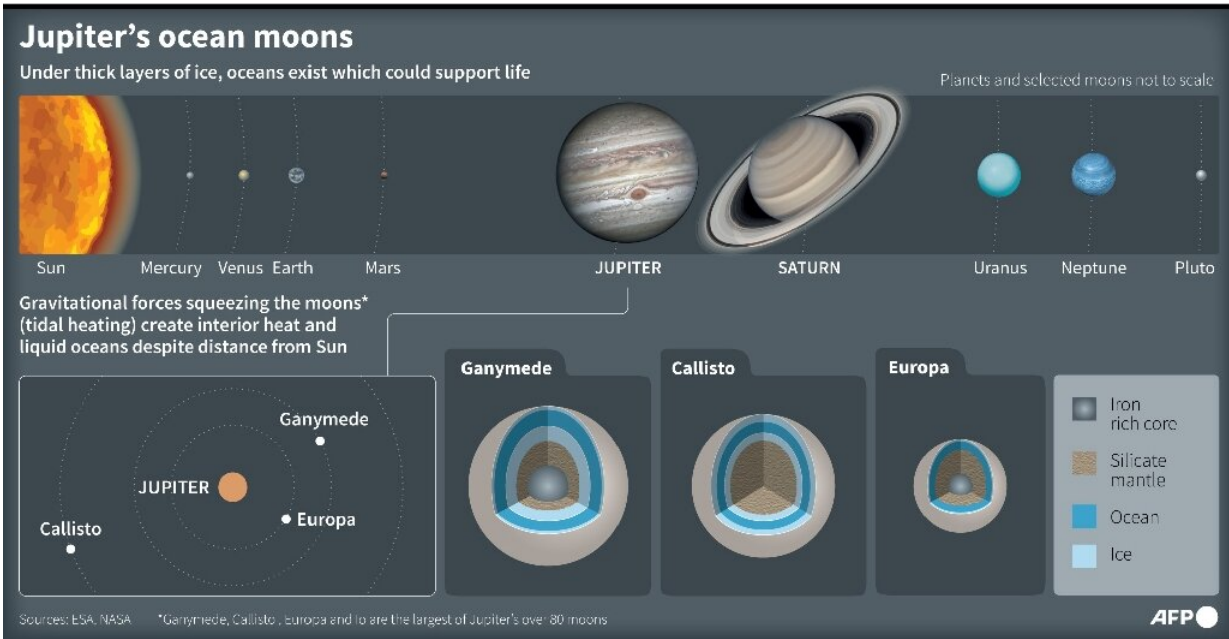 Jupiter's ocean moons
Under thick layers of ice, oceans exist which could support life
Planets and selected moons not to scale
Sun
Mercury
Venus
Earth
Mars
JUPITER
SATURN
Uranus
Neptune
Pluto
Gravitational forces squeezing the moons*
(tidal heating) create interior heat and
liquid oceans despite distance from Sun
Ganymede
JUPITER
Europa
Callisto
Ganymede
Callisto
Europa
Iron
rich core
Silicate
mantle
Ocean
Ice
Sources: ESA, NASA
*Ganymede, Callisto , Europa and Io are the largest of Jupiter's over 80 moons
AFP